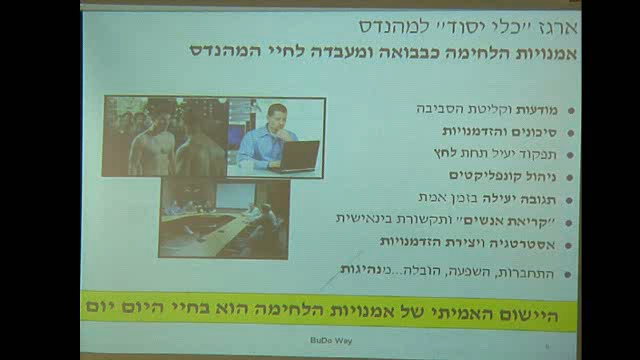 ארגז "כלי יסוד" למהנדס
אמנויות הלחימה כבבואה ומעבדה לחיי המהנדס
מודעות וקליטת הסביבה
סיכונים והזדמנויות
תפקוד יעיל תחת לחץ
ניהול קונפליקטים
תגובה יעילה בזמן אמת
"קריאת אנשים" ותקשורת בינאישית
אסטרטגיה ויצירת הזדמנויות
התחברות, השפעה, הובלה...מנהיגות
היישום האמיתי של אמנויות הלחימה הוא בחיי היום יום
BuDo Way